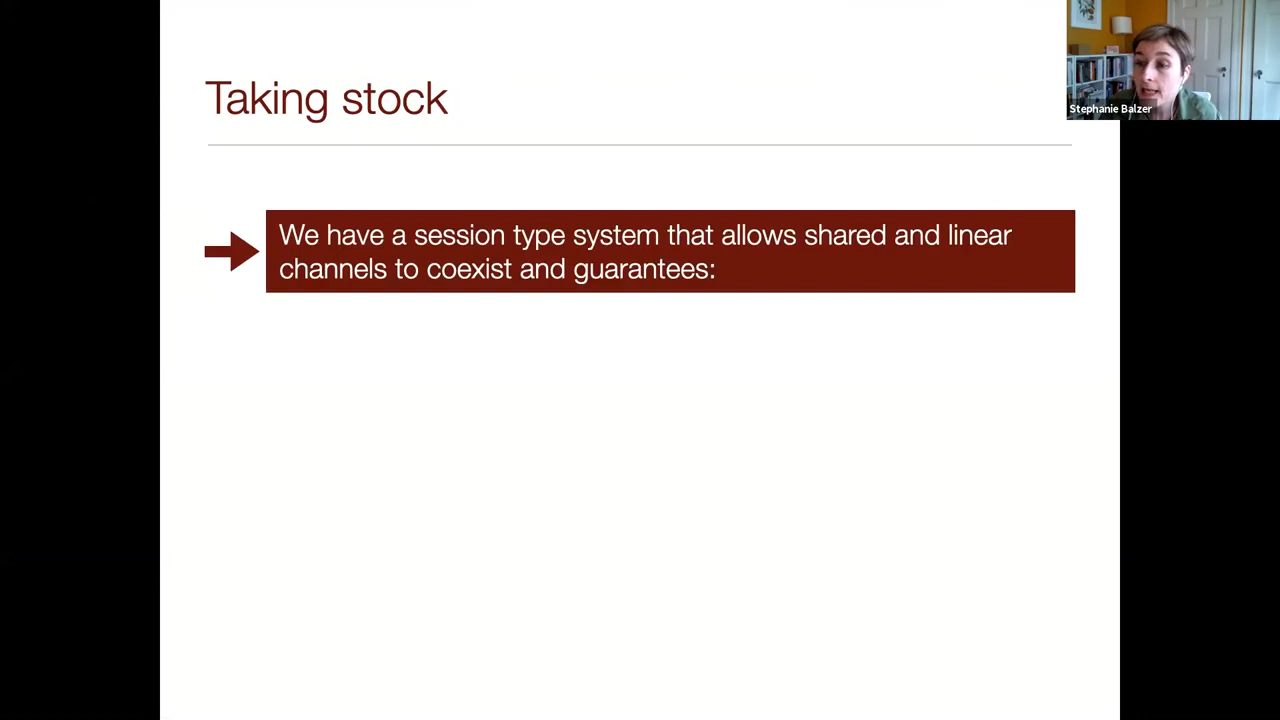 Taking stock
We have a session type system that allows shared and linear
channels to coexist and guarantees:
Stephanie Balzer